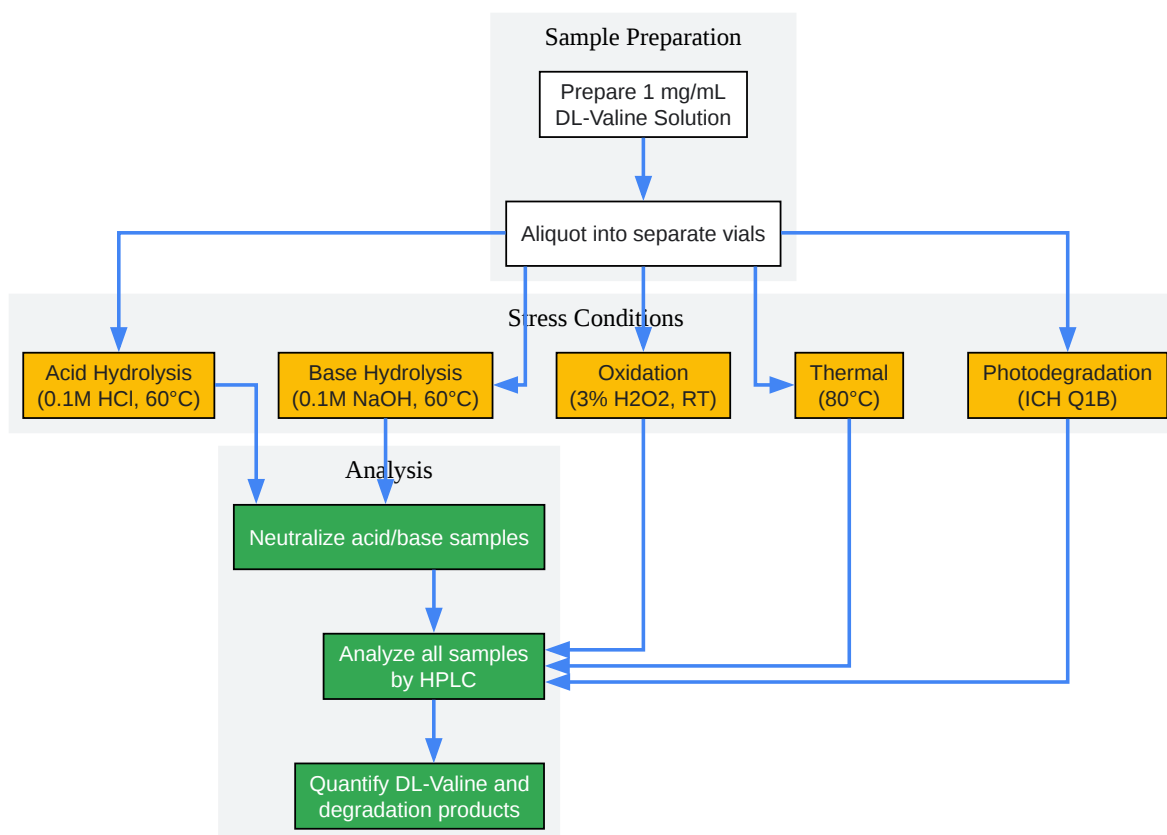 Sample Preparation
Prepare 1 mg/mL
DL-Valine Solution
Aliquot into separate vials
Stress Conditions
Acid Hydrolysis
(0.1M HCl, 60°C)
Base Hydrolysis
(0.1M NaOH, 60°C)
Oxidation
(3% H2O2, RT)
Thermal
(80°C)
Photodegradation
(ICH Q1B)
Analysis
Neutralize acid/base samples
Analyze all samples
by HPLC
Quantify DL-Valine and
degradation products